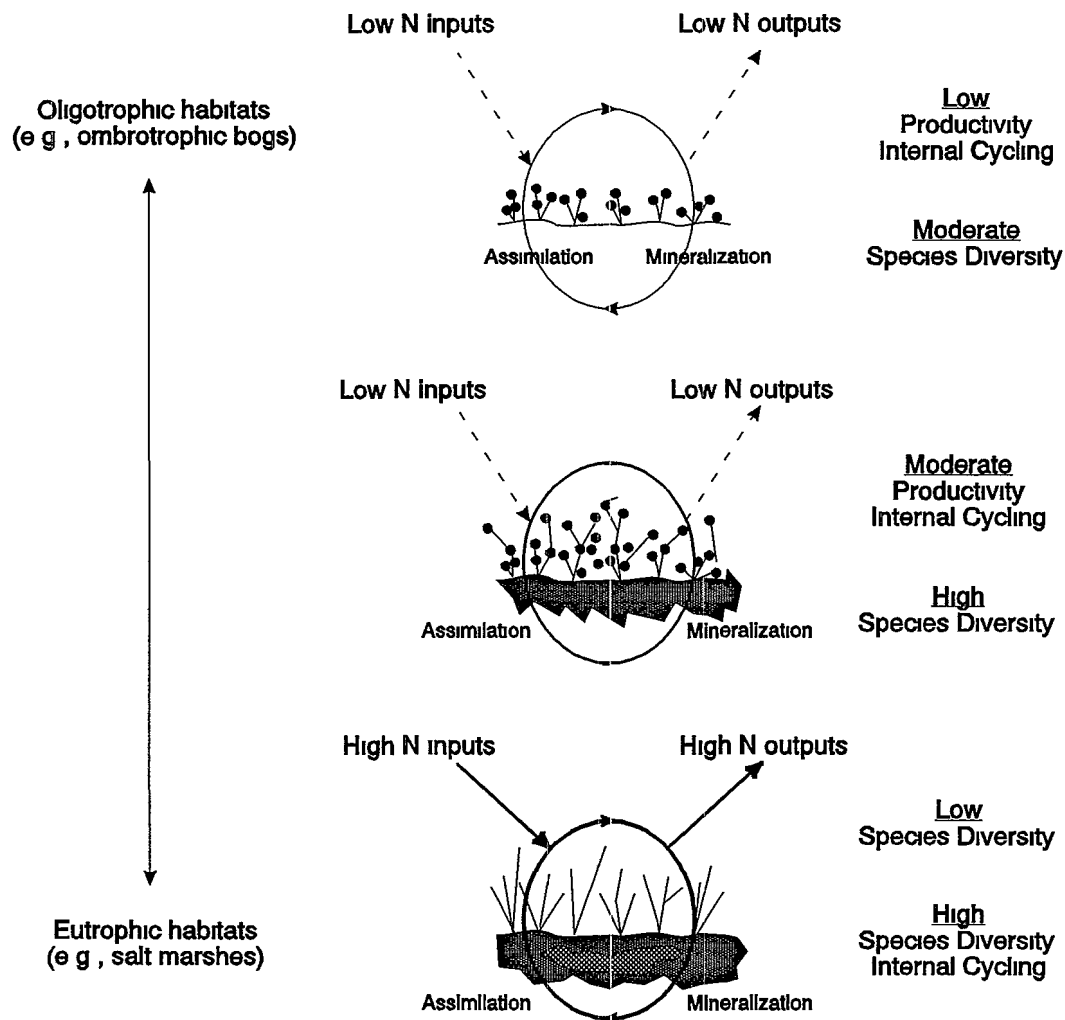 Low N inputs
Low N outputs
Oligotrophic habitats
(e g , ombrotrophic bogs)
Low
Productivity
Internal Cycling
Moderate
Species Diversity
Assimilation
Mineralization
Low N inputs
Low N outputs
Moderate
Productivity
Internal Cycling
High
Species Diversity
Assimilation
Mineralization
High N inputs
High N outputs
Low
Species Diversity
Eutrophic habitats
(e g , salt marshes)
High
Species Diversity
Internal Cycling
Assimilation
Mineralization